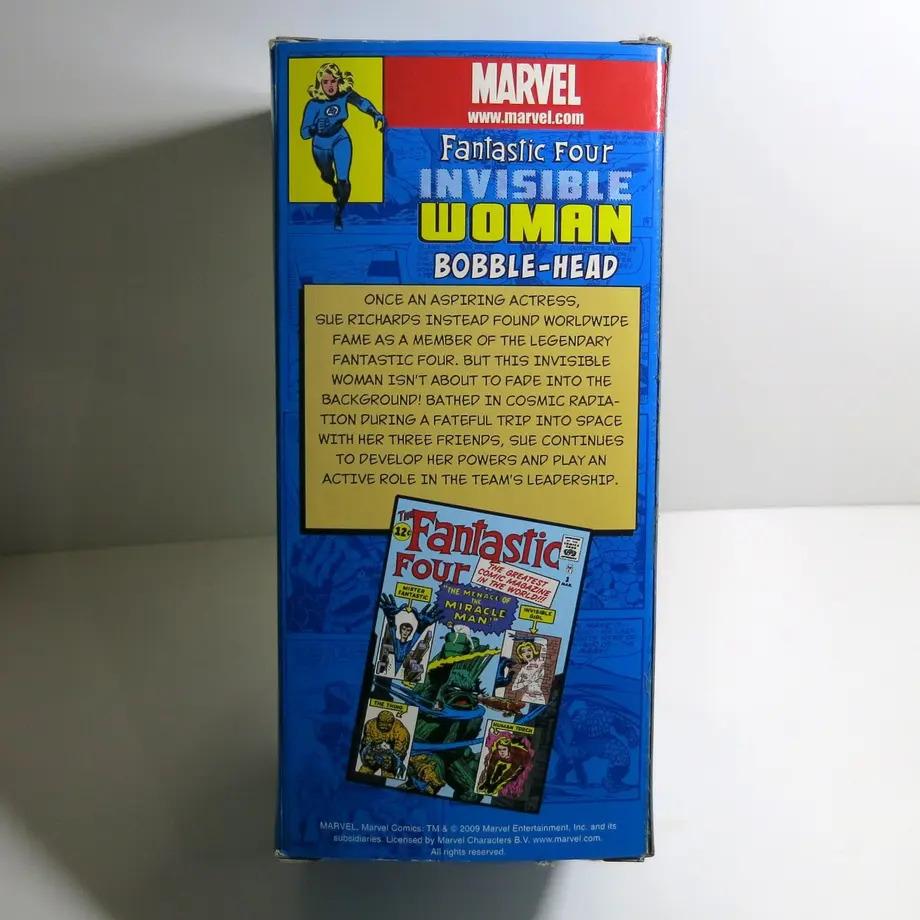 MARVEL
www.marvel.com
Fantastic Four
INVISIBLE
WOMAN
BOBBLE-HEAD
ONCE AN ASPIRING ACTRESS,
SUE RICHARDS INSTEAD FOUND WORLDWIDE
FAME AS A MEMBER OF THE LEGENDARY
FANTASTIC FOUR. BUT THIS INVISIBLE
WOMAN ISN'T ABOUT TO FADE INTO THE
BACKGROUND! BATHED IN COSMIC RADIA-
TION DURING A FATEFUL TRIP INTO SPACE
WITH HER THREE FRIENDS, SUE CONTINUES
TO DEVELOP HER POWERS AND PLAY AN
ACTIVE ROLE IN THE TEAM'S LEADERSHIP.
THE
12¢
Fantastic
FOUR
THE GREATEST
COMIC MAGAZINE
IN THE WORLD!!
"THE MENACE OF
THE
MIRACLE
MAN!"
MISTER
FANTASTIC
INVISIBLE
GIRL
THE THING
HUMAN TORCH
MARVEL, Marvel Comics: TM & © 2009 Marvel Entertainment, Inc. and its
subsidiaries. Licensed by Marvel Characters B.V. www.marvel.com.
All rights reserved.